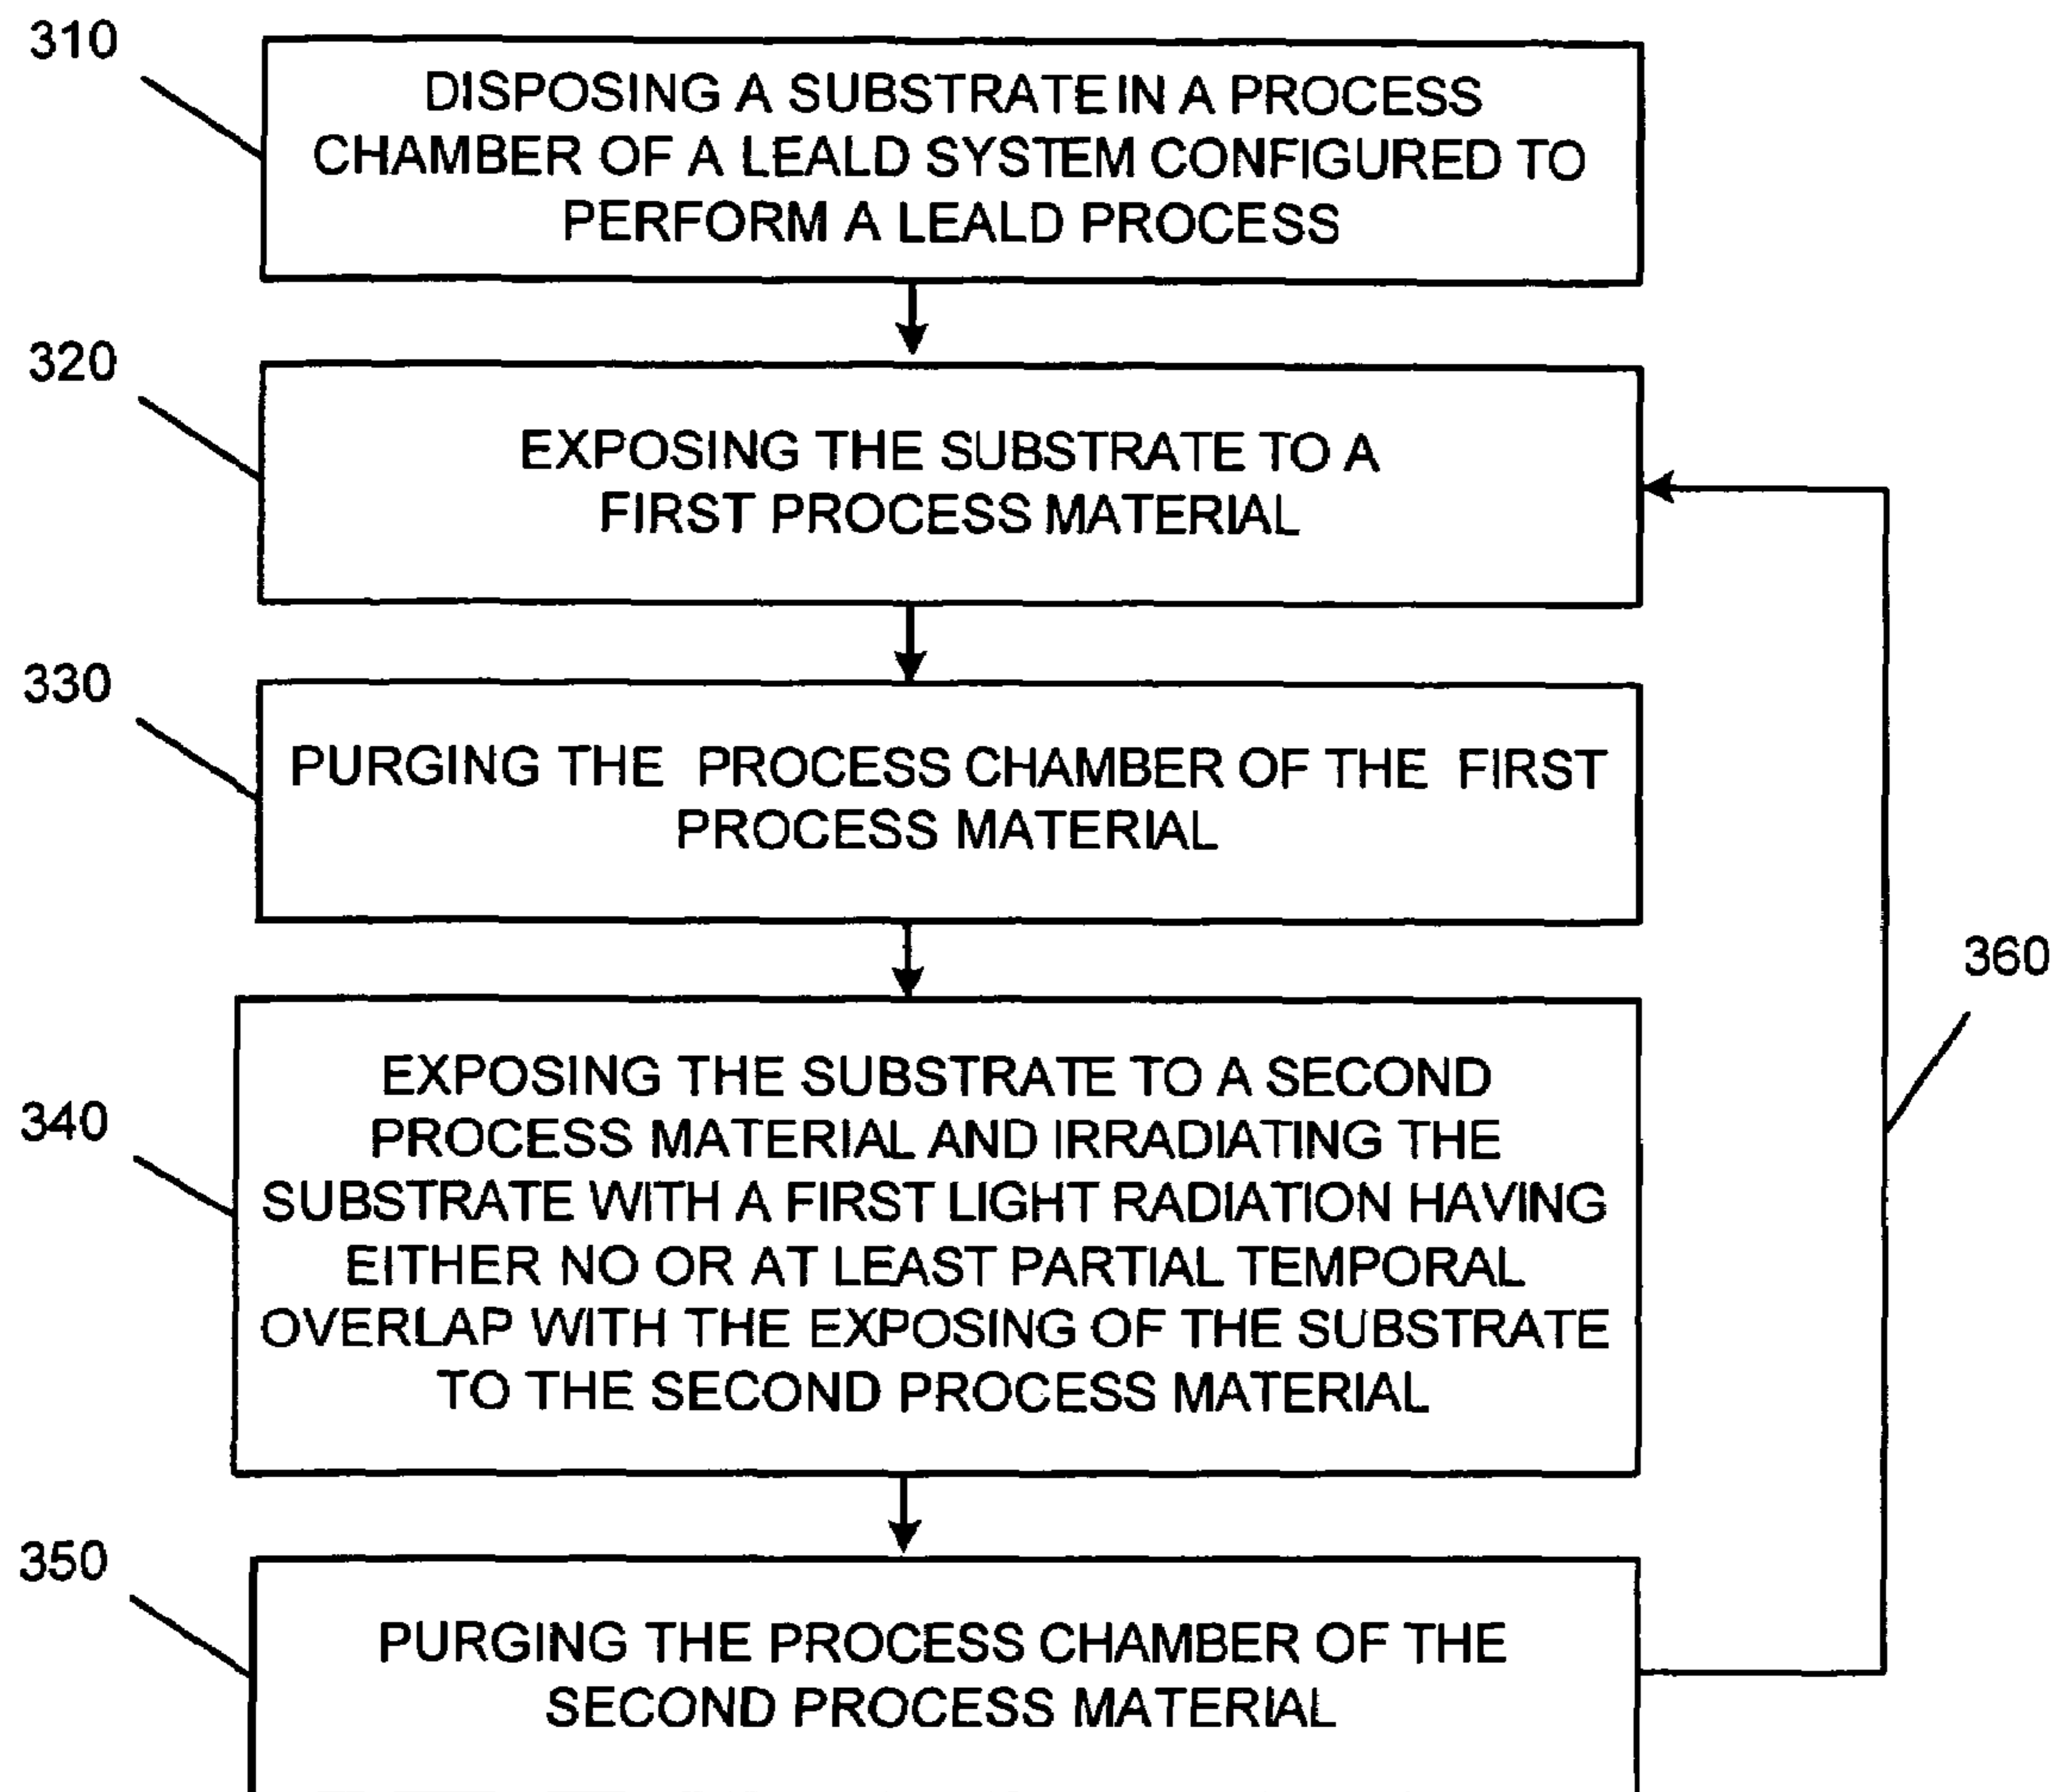 310
DISPOSING A SUBSTRATE IN A PROCESS
CHAMBER OF A LEALD SYSTEM CONFIGURED TO
PERFORM A LEALD PROCESS
320
EXPOSING THE SUBSTRATE TO A
FIRST PROCESS MATERIAL
330
PURGING THE PROCESS CHAMBER OF THE FIRST
PROCESS MATERIAL
360
340
EXPOSING THE SUBSTRATE TO A SECOND
PROCESS MATERIAL AND IRRADIATING THE
SUBSTRATE WITH A FIRST LIGHT RADIATION HAVING
EITHER NO OR AT LEAST PARTIAL TEMPORAL
OVERLAP WITH THE EXPOSING OF THE SUBSTRATE
TO THE SECOND PROCESS MATERIAL
350
PURGING THE PROCESS CHAMBER OF THE
SECOND PROCESS MATERIAL